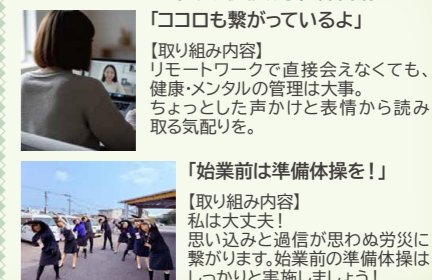 「ココロも繋がっているよ」
【取り組み内容】
リモートワークで直接会えなくても、
健康・メンタルの管理は大事。
ちょっとした声かけと表情から読み
取る気配りを。
「始業前は準備体操を!」
【取り組み内容】
私は大丈夫!
思い込みと過信が思わぬ労災に
繋がります。始業前の準備体操は
しっかりと実施しましょう!